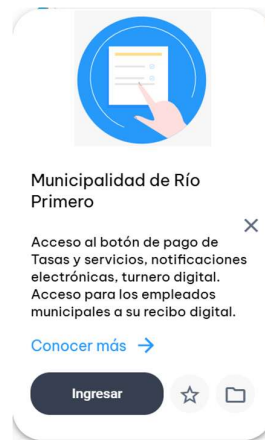 Municipalidad de Río
Primero
Acceso al botón de pago de
Tasas y servicios, notificaciones
electrónicas, turnero digital.
Acceso para los empleados
municipales a su recibo digital.
Conocer más →
Ingresar